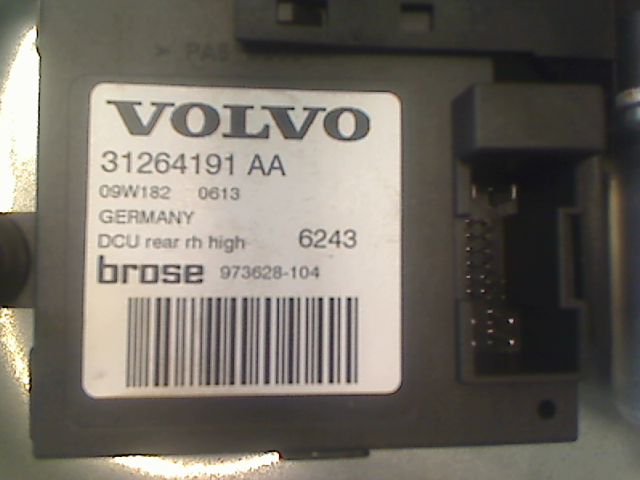 VOLVO
31264191 AA
09W182 0613
GERMANY
DCU rear rh high 6243
brose 973628-104